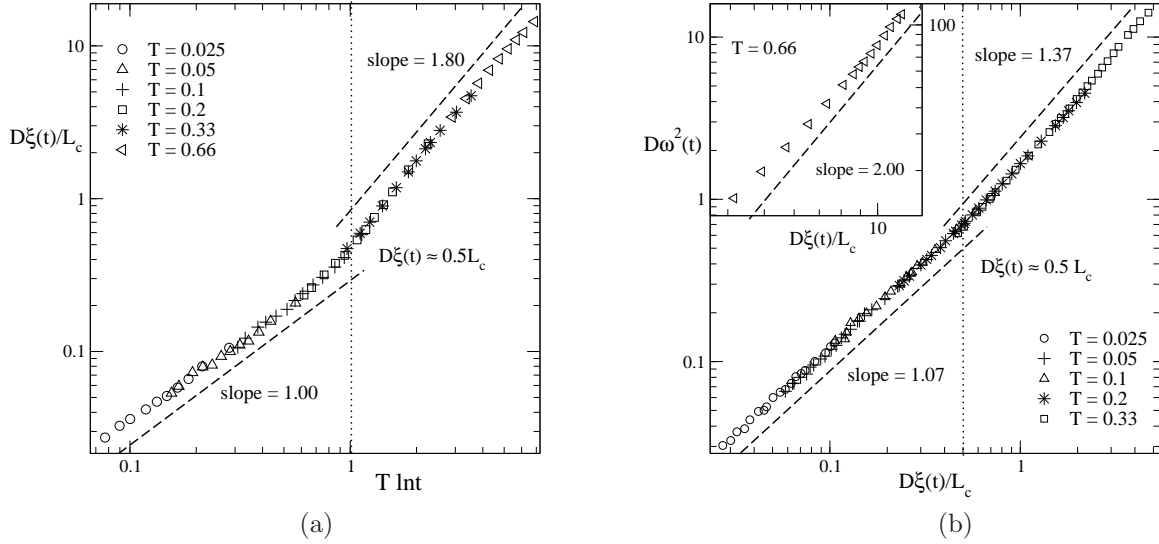 10
1
0.1
Dξ(t)/L_c
T = 0.025
T = 0.05
T = 0.1
T = 0.2
T = 0.33
T = 0.66
slope = 1.80
Dξ(t) ≈ 0.5L_c
slope = 1.00
0.1
1
T lnt
(a)
10
1
0.1
Dω²(t)
T = 0.66
100
slope = 2.00
10
Dξ(t)/L_c
slope = 1.37
Dξ(t) ≈ 0.5 L_c
slope = 1.07
T = 0.025
T = 0.05
T = 0.1
T = 0.2
T = 0.33
0.1
1
Dξ(t)/L_c
(b)